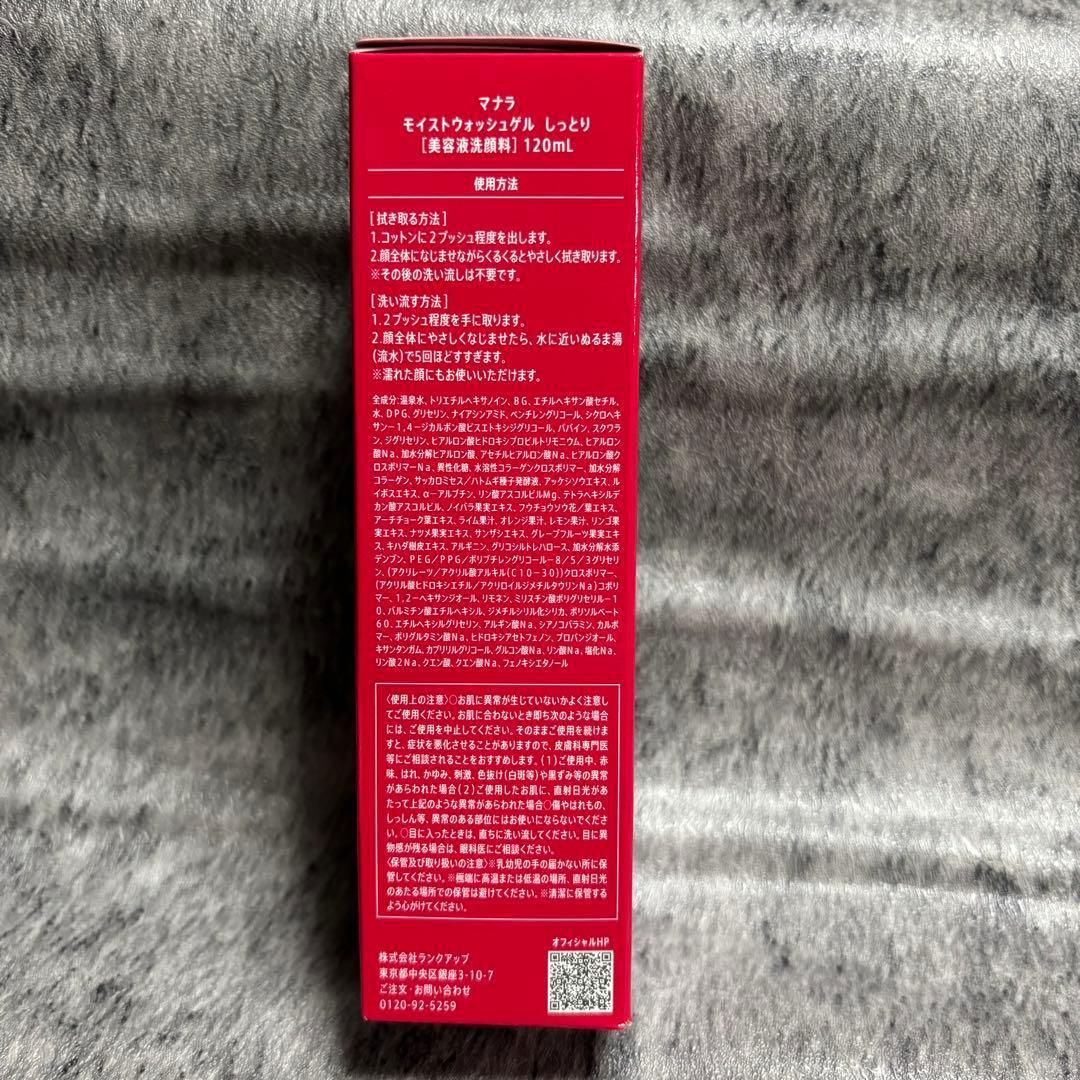 マナラ
モイストウォッシュゲル しっとり
[美容液洗顔料] 120mL
使用方法
[拭き取る方法]
1.コットンに2プッシュ程度を出します。
2.顔全体になじませながらくるくるとやさしく拭き取ります。
※その後の洗い流しは不要です。
[洗い流す方法]
1.2プッシュ程度を手に取ります。
2.顔全体にやさしくなじませたら、水に近いぬるま湯
(流水)で5回ほどすすぎます。
※濡れた顔にもお使いいただけます。
全成分:温泉水、トリエチルヘキサノイン、BG、エチルヘキサン酸セチル、
水、DPG、グリセリン、ナイアシンアミド、ペンチレングリコール、シクロヘキ
サン-1,4-ジカルボン酸ビスエトキシジグリコール、パパイン、スクワラ
ン、ジグリセリン、ヒアルロン酸ヒドロキシプロピルトリモニウム、ヒアルロン
酸Na、加水分解ヒアルロン酸、アセチルヒアルロン酸Na、ヒアルロン酸ク
ロスポリマーNa、異性化糖、水溶性コラーゲンクロスポリマー、加水分解
コラーゲン、サッカロミセス/ハトムギ種子発酵液、アッケシソウエキス、ル
イボスエキス、α-アルブチン、リン酸アスコルビルMg、テトラヘキシルデ
カン酸アスコルビル、ノイバラ果実エキス、フウチョウソウ花/葉エキス、
アーチチョーク葉エキス、ライム果汁、オレンジ果汁、レモン果汁、リンゴ果
実エキス、ナツメ果実エキス、サンザシエキス、グレープフルーツ果実エキ
ス、キハダ樹皮エキス、アルギニン、グリコシルトレハロース、加水分解水添
デンプン、PEG/PPG/ポリブチレングリコール-8/5/3グリセリ
ン、(アクリレーツ/アクリル酸アルキル(C10-30))クロスポリマー、
(アクリル酸ヒドロキシエチル/アクリロイルジメチルタウリンNa)コポリ
マー、1,2-ヘキサンジオール、リモネン、ミリスチン酸ポリグリセリル-1
0、パルミチン酸エチルヘキシル、ジメチルシリル化シリカ、ポリソルベート
60、エチルヘキシルグリセリン、アルギン酸Na、シアノコバラミン、カルボ
マー、ポリグルタミン酸Na、ヒドロキシアセトフェノン、プロパンジオール、
キサンタンガム、カプリリルグリコール、グルコン酸Na、リン酸Na、塩化Na、
リン酸2Na、クエン酸、クエン酸Na、フェノキシエタノール
〈使用上の注意〉○お肌に異常が生じていないかよく注意し
てご使用ください。お肌に合わないとき即ち次のような場合
には、ご使用を中止してください。そのままご使用を続けま
すと、症状を悪化させることがありますので、皮膚科専門医
等にご相談されることをおすすめします。(1)ご使用中、赤
味、はれ、かゆみ、刺激、色抜け(白斑等)や黒ずみ等の異常
があらわれた場合(2)ご使用したお肌に、直射日光があ
たって上記のような異常があらわれた場合○傷やはれもの、
しっしん等、異常のある部位にはお使いにならないでくださ
い。○目に入ったときは、直ちに洗い流してください。目に異
物感が残る場合は、眼科医にご相談ください。
〈保管及び取り扱いの注意〉※乳幼児の手の届かない所に保
管してください。※極端に高温または低温の場所、直射日光
のあたる場所での保管は避けてください。※清潔に保管する
よう心がけてください。
オフィシャルHP
株式会社ランクアップ
東京都中央区銀座3-10-7
ご注文・お問い合わせ
0120-92-5259